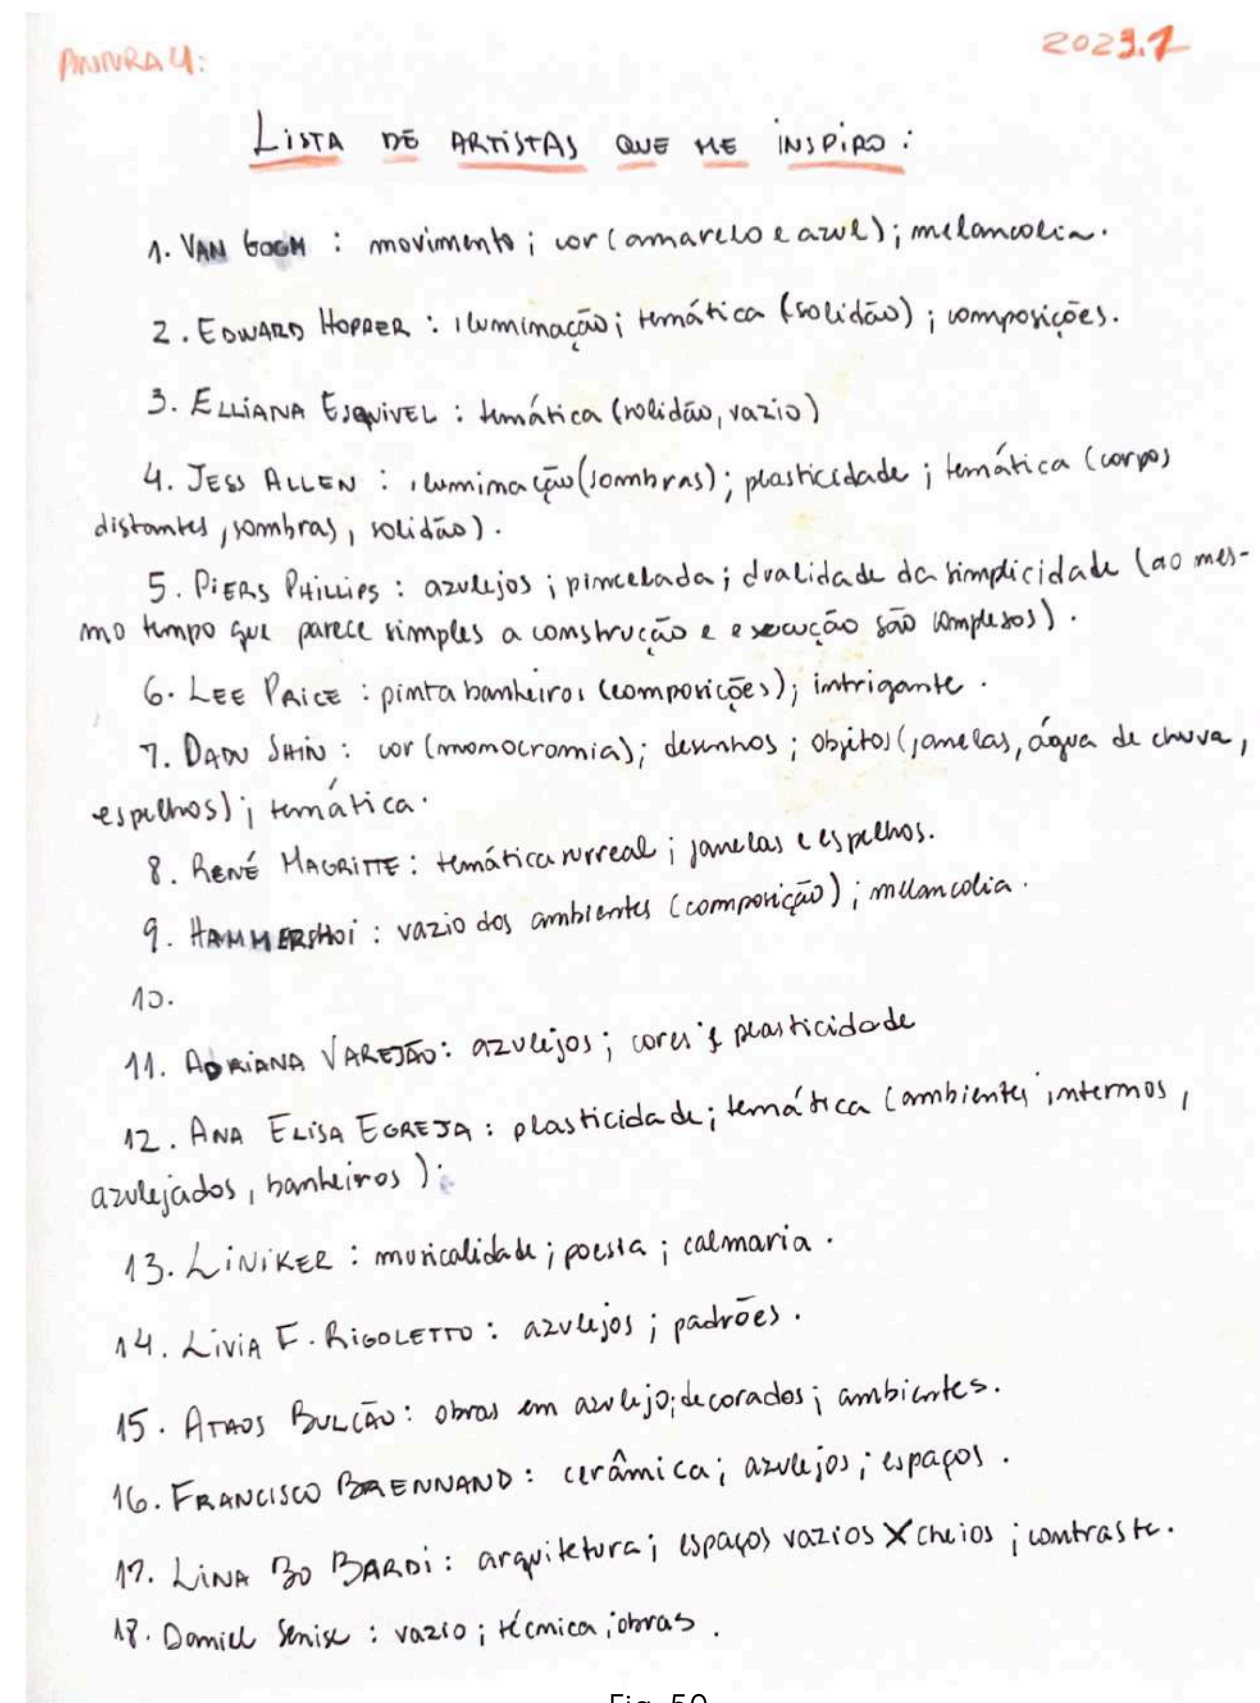 ANNRAY:
2023.1
LISTA DE ARTISTAS QUE ME INSPIRO:
1. VAN GOGH : movimento; cor (amarelo e azul); melancolia.
2. EDWARD HOPPER : iluminação; temática (solidão); composições.
3. ELLIANA ESQUIVEL : temática (solidão, vazio)
4. JESS ALLEN : iluminação (sombras); plasticidade; temática (corpos
distantes, sombras, solidão).
5. PIERS PHILLIPS : azulejos; pincelada; dualidade da simplicidade (ao mes-
mo tempo que parece simples a construção e execução são complexos).
6. LEE PRICE : pinta banheiros (composições); intrigante.
7. DADU SHIN : cor (monocromia); desenhos; objetos (janelas, água de chuva,
espelhos); temática.
8. RENÉ MAGRITTE : temática surreal; janelas e espelhos.
9. HAMMERSHOI : vazio dos ambientes (composição); melancolia.
10.
11. ADRIANA VAREJÃO: azulejos; cores; plasticidade
12. ANA ELISA EGREJA : plasticidade; temática (ambientes internos,
azulejados, banheiros).
13. LINIKER : musicalidade; poesia; calmaria.
14. LIVIA F. RIGOLETTO : azulejos; padrões.
15. ATAOS BULCÃO: obras em azulejo; decorados; ambientes.
16. FRANCISCO BRENNAND : cerâmica; azulejos; espaços.
17. LINA BO BARDI : arquitetura; espaços vazios X cheios; contraste.
18. Daniel Senise : vazio; técnica; obras.
Fig. 50